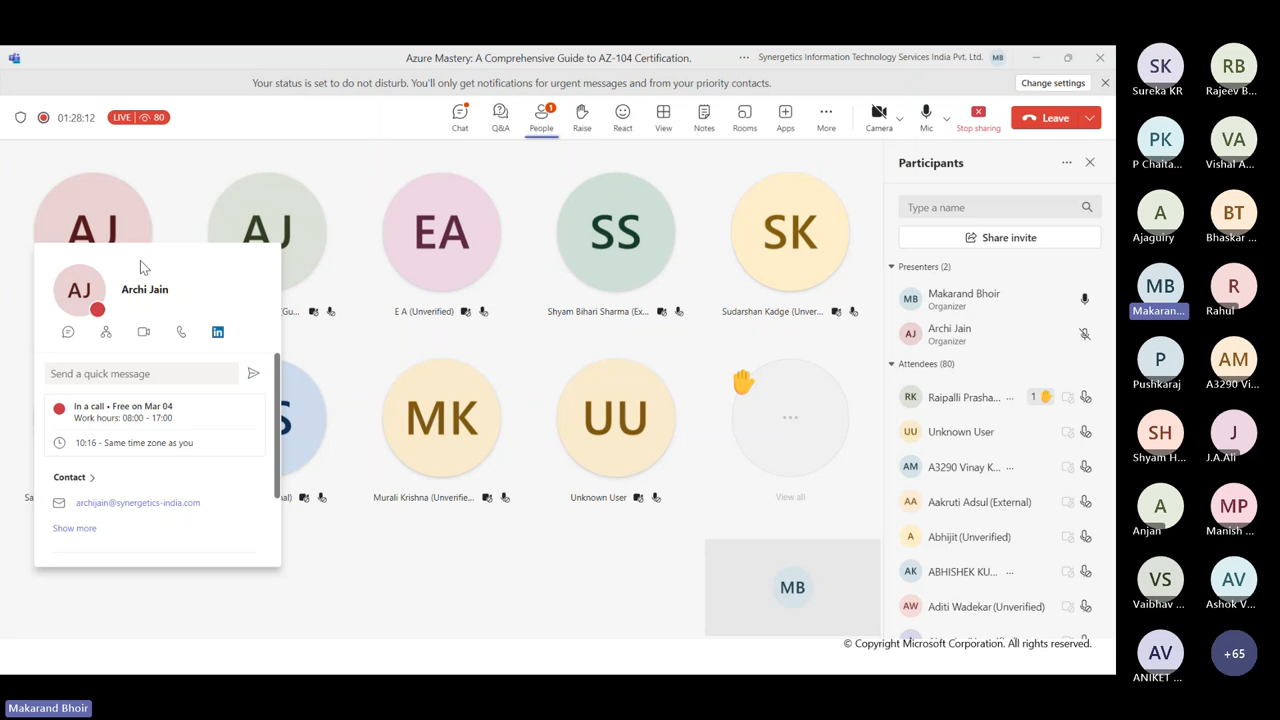 Azure Mastery: A Comprehensive Guide to AZ-104 Certification.
Synergetics Information Technology Services India Pvt. Ltd.
MB
Your status is set to do not disturb. You'll only get notifications for urgent messages and from your priority contacts.
Change settings
01:28:12
LIVE
80
Chat
Q&A
People
1
Raise
React
View
Notes
Rooms
Apps
More
Camera
Mic
Stop sharing
Leave
AJ
AJ
EA
SS
SK
E A (Unverified)
Shyam Bihari Sharma (Ex...
Sudarshan Kadge (Unver...
AJ
Archi Jain
Send a quick message
In a call • Free on Mar 04
Work hours: 08:00 - 17:00
10:16 - Same time zone as you
Contact
archijain@synergetics-india.com
Show more
S
MK
UU
...
Murali Krishna (Unverifie...
Unknown User
View all
MB
Participants
Type a name
Share invite
Presenters (2)
MB
Makarand Bhoir
Organizer
AJ
Archi Jain
Organizer
Attendees (80)
RK
Raipalli Prasha...
1
UU
Unknown User
AM
A3290 Vinay K...
AA
Aakruti Adsul (External)
A
Abhijit (Unverified)
AK
ABHISHEK KU...
AW
Aditi Wadekar (Unverified)
© Copyright Microsoft Corporation. All rights reserved.
SK
Sureka KR
RB
Rajeev B...
PK
P Chaita...
VA
Vishal A...
A
Ajagujry
BT
Bhaskar ...
MB
Makaran...
R
Rahul
P
Pushkaraj
AM
A3290 Vi...
SH
Shyam H...
J
J.A.Ali
A
Anjan
MP
Manish ...
VS
Vaibhav ...
AV
Ashok V...
AV
ANIKET ...
+65
Makarand Bhoir